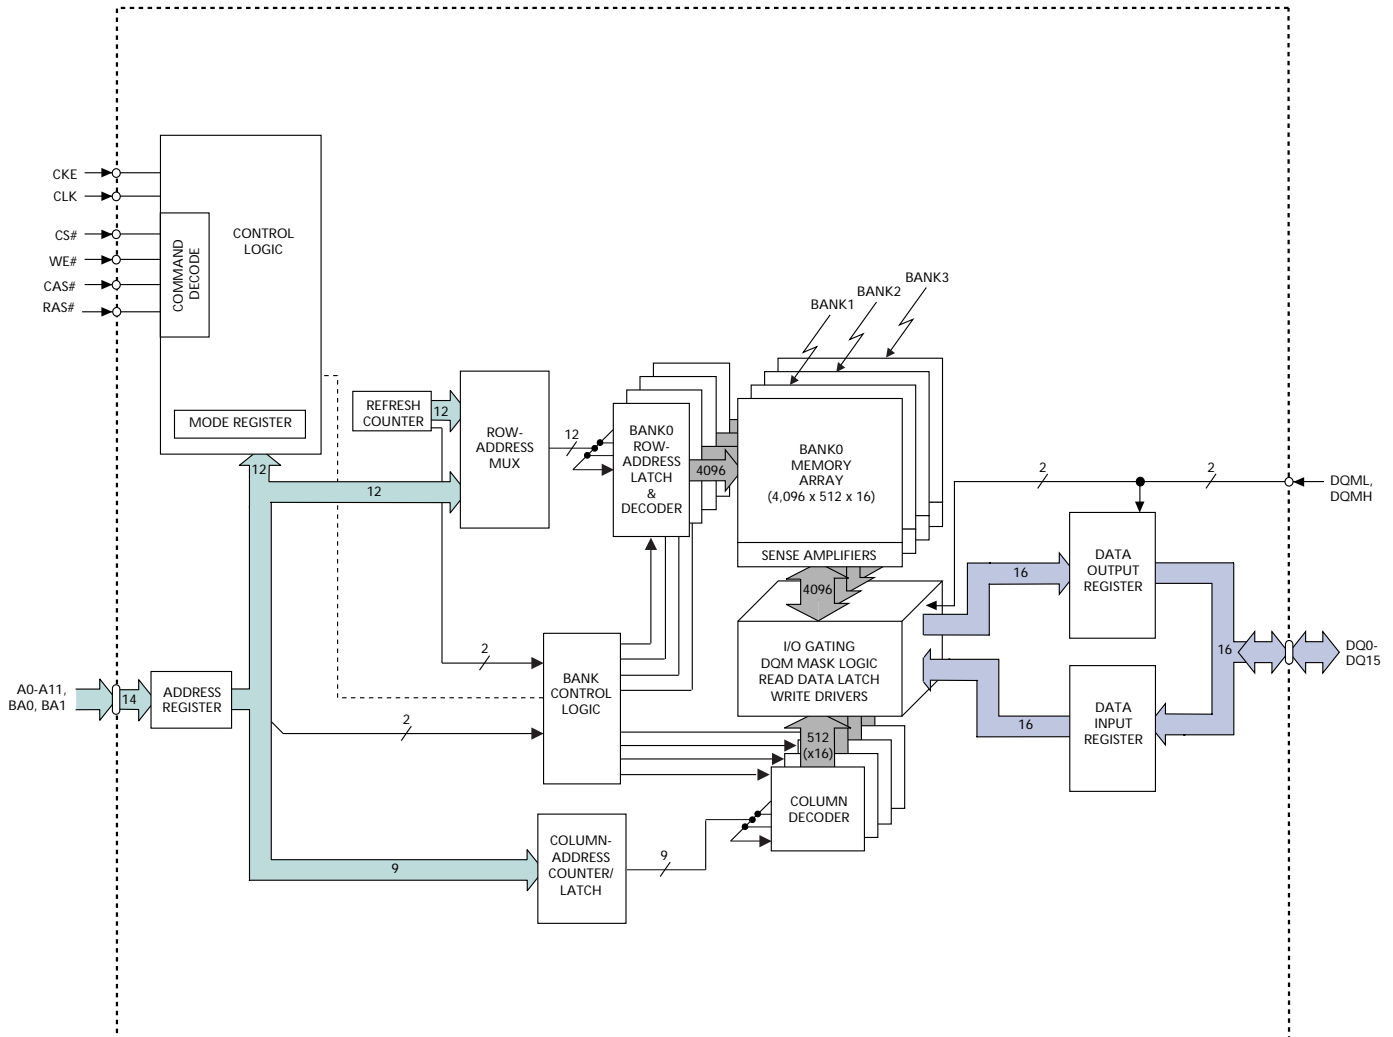 CKE
CLK
CS#
WE#
CAS#
RAS#
COMMAND
DECODE
CONTROL
LOGIC
MODE REGISTER
12
12
REFRESH
COUNTER
12
ROW-
ADDRESS
MUX
12
BANK0
ROW-
ADDRESS
LATCH
&
DECODER
4096
BANK1
BANK2
BANK3
BANK0
MEMORY
ARRAY
(4,096 x 512 x 16)
SENSE AMPLIFIERS
4096
I/O GATING
DQM MASK LOGIC
READ DATA LATCH
WRITE DRIVERS
2
2
DQML,
DQMH
16
DATA
OUTPUT
REGISTER
16
DQ0-
DQ15
DATA
INPUT
REGISTER
16
A0-A11,
BA0, BA1
14
ADDRESS
REGISTER
2
2
BANK
CONTROL
LOGIC
512
(x16)
COLUMN
DECODER
9
COLUMN-
ADDRESS
COUNTER/
LATCH
9